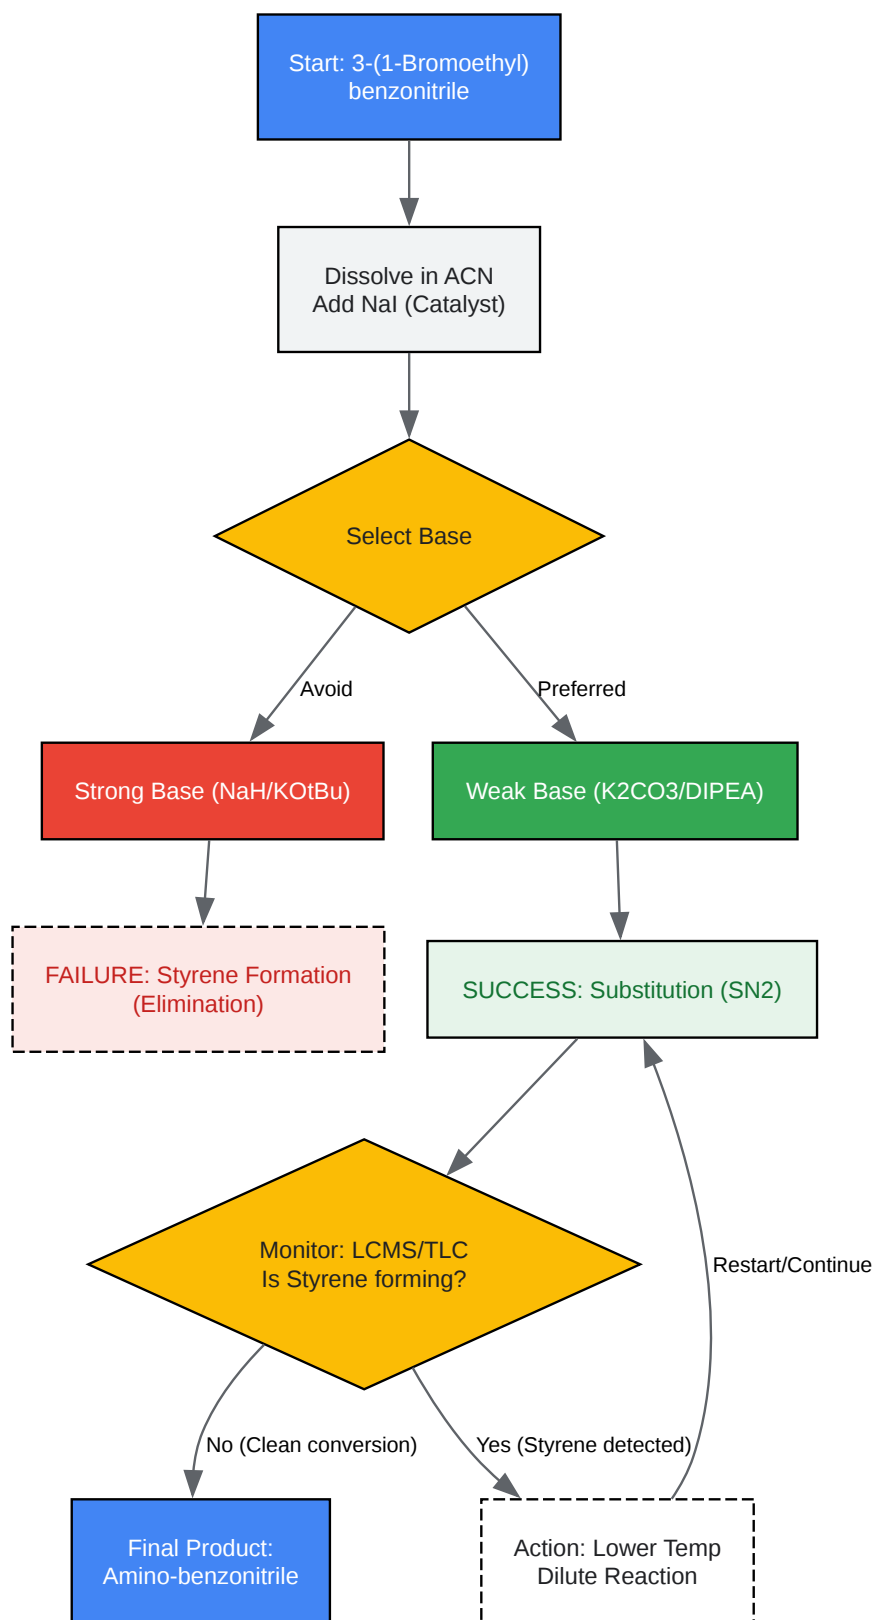 Start: 3-(1-Bromoethyl)
benzonitrile
Dissolve in ACN
Add NaI (Catalyst)
Select Base
Avoid
Preferred
Strong Base (NaH/KOtBu)
Weak Base (K2CO3/DIPEA)
FAILURE: Styrene Formation
(Elimination)
SUCCESS: Substitution (SN2)
Monitor: LCMS/TLC
Is Styrene forming?
Restart/Continue
No (Clean conversion)
Yes (Styrene detected)
Final Product:
Amino-benzonitrile
Action: Lower Temp
Dilute Reaction